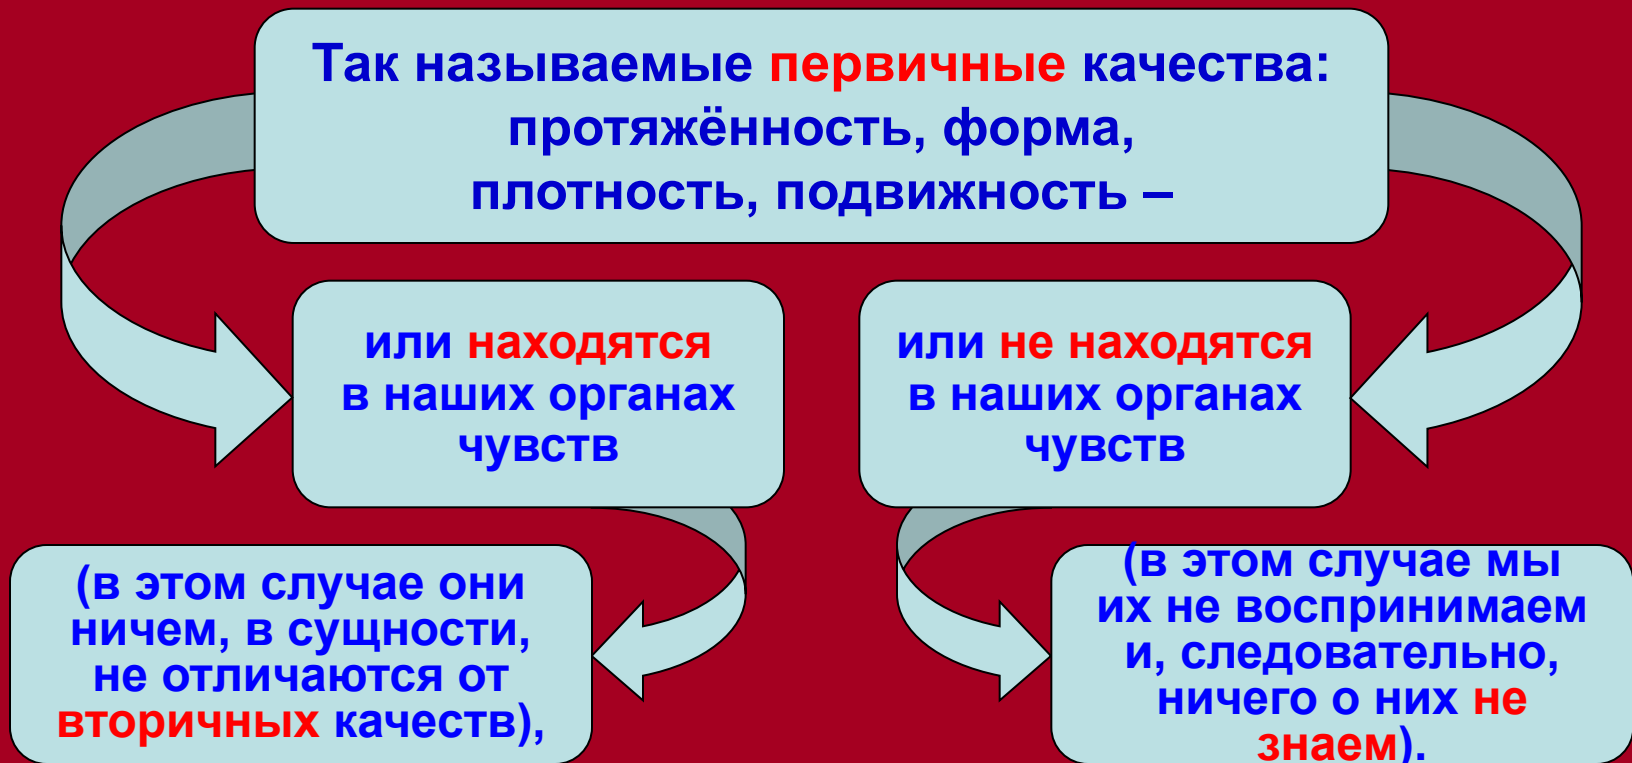 Так называемые первичные качества:
протяжённость, форма,
плотность, подвижность –
или находятся
в наших органах
чувств
или не находятся
в наших органах
чувств
(в этом случае они
ничем, в сущности,
не отличаются от
вторичных качеств),
(в этом случае мы
их не воспринимаем
и, следовательно,
ничего о них не
знаем).